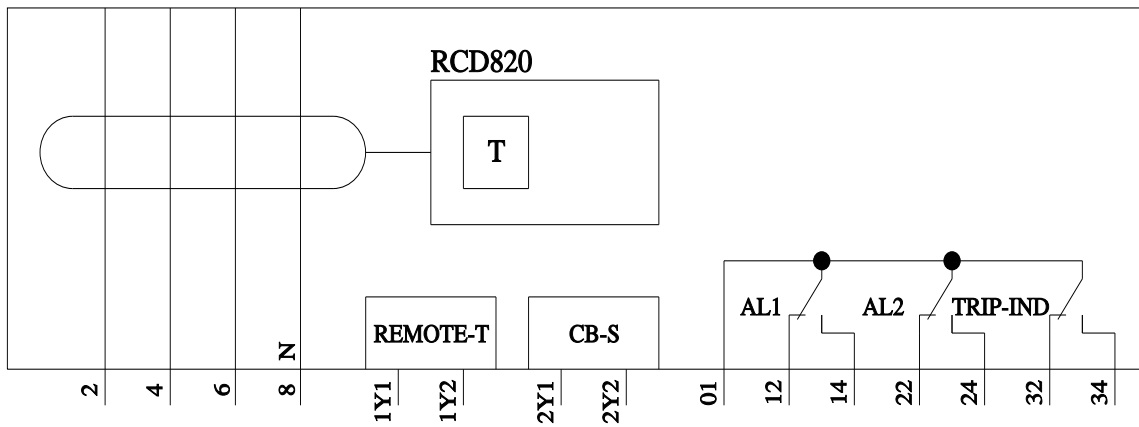 RCD820
T
AL1
AL2
TRIP-IND
REMOTE-T
CB-S
N
2
4
6
8
1Y1
1Y2
2Y1
2Y2
01
12
14
22
24
32
34